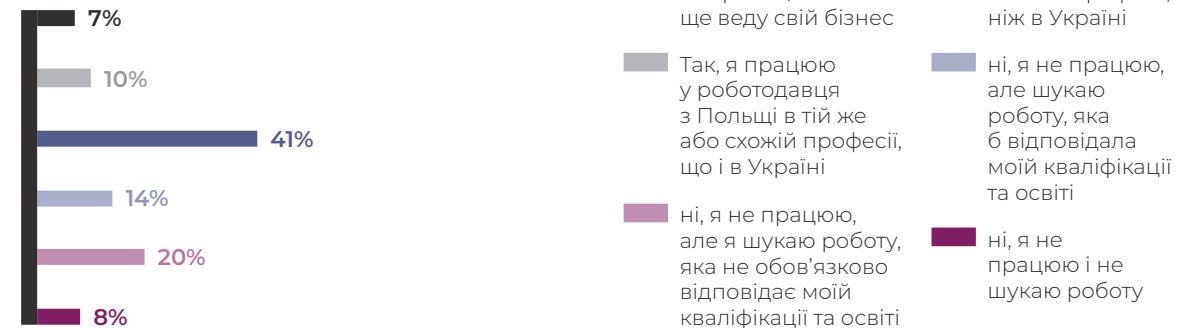 7%
10%
41%
14%
20%
8%
ще веду свій бізнес
Так, я працюю
у роботодавця
з Польщі в тій же
або схожій професії,
що і в Україні
ні, я не працюю,
але я шукаю роботу,
яка не обов’язково
відповідає моїй
кваліфікації та освіті
ніж в Україні
ні, я не працюю,
але шукаю
роботу, яка
б відповідала
моїй кваліфікації
та освіті
ні, я не
працюю і не
шукаю роботу